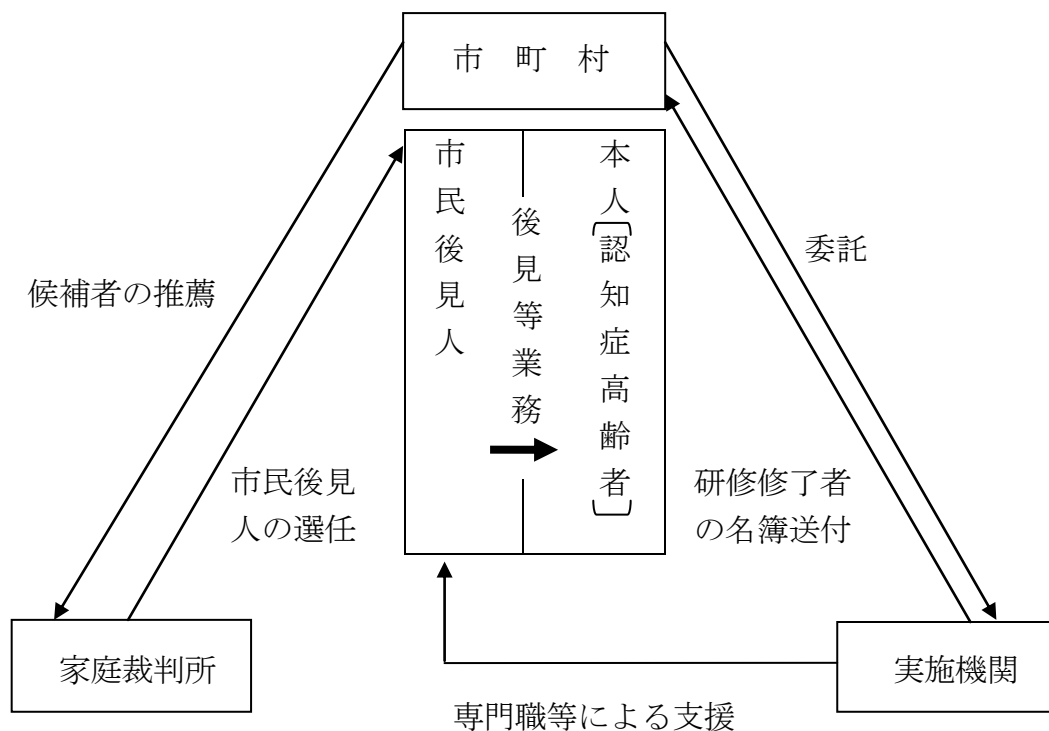 市 町 村
市民後見人
後見等業務
本人(認知症高齢者)
候補者の推薦
委託
市民後見
人の選任
研修修了者
の名簿送付
家庭裁判所
実施機関
専門職等による支援